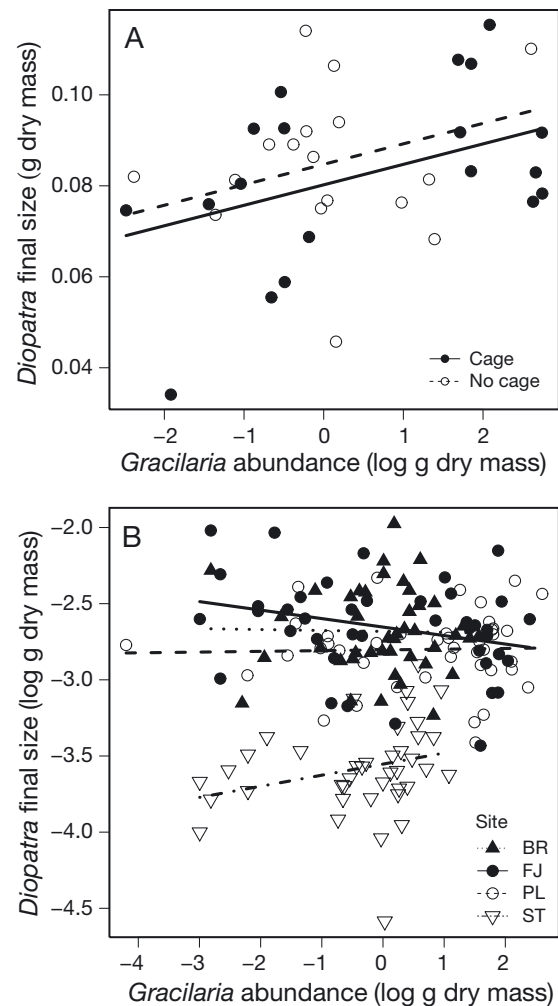 A
Diopatra final size (g dry mass)
0.10
0.08
0.06
0.04
Cage
No cage
−2 −1 0 1 2
Gracilaria abundance (log g dry mass)
B
Diopatra final size (log g dry mass)
−2.0
−2.5
−3.0
−3.5
−4.0
−4.5
Site
BR
FJ
PL
ST
−4 −3 −2 −1 0 1 2
Gracilaria abundance (log g dry mass)